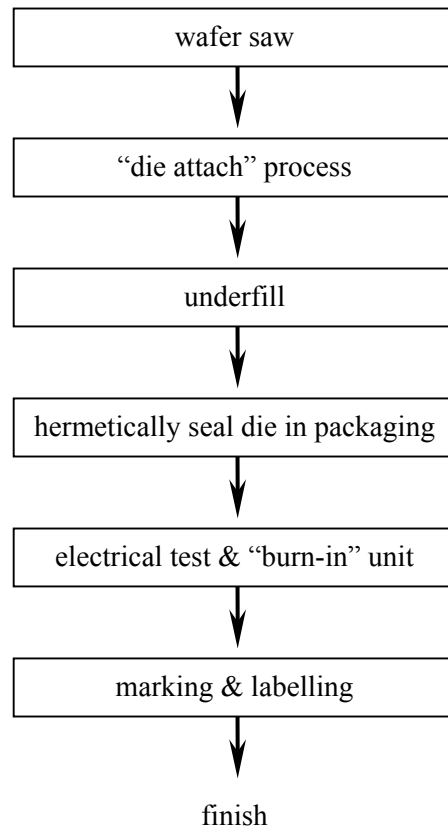 wafer saw
“die attach” process
underfill
hermetically seal die in packaging
electrical test & “burn-in” unit
marking & labelling
finish